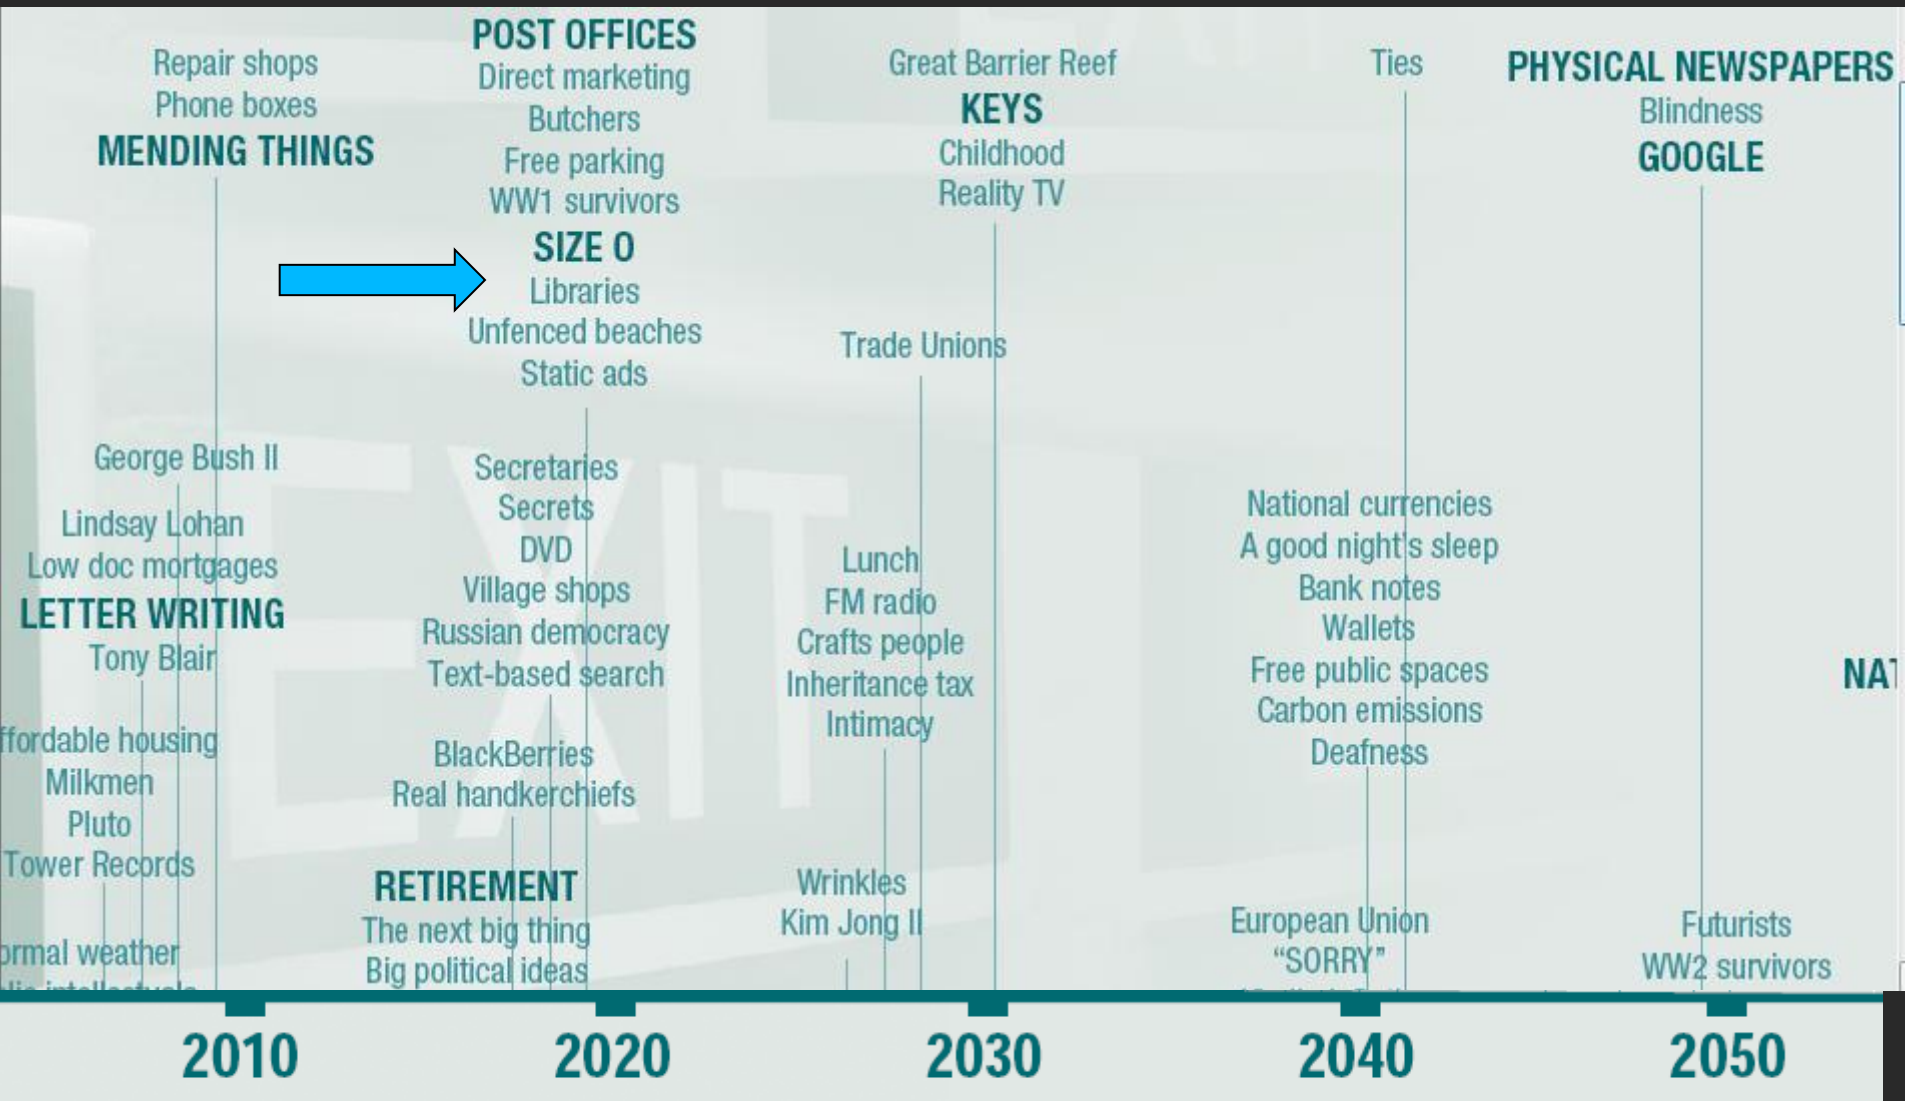 Repair shops
Phone boxes
MENDING THINGS
George Bush II
Lindsay Lohan
Low doc mortgages
LETTER WRITING
Tony Blair
ffordable housing
Milkmen
Pluto
Tower Records
ormal weather
POST OFFICES
Direct marketing
Butchers
Free parking
WW1 survivors
SIZE 0
Libraries
Unfenced beaches
Static ads
Secretaries
Secrets
DVD
Village shops
Russian democracy
Text-based search
BlackBerries
Real handkerchiefs
RETIREMENT
The next big thing
Big political ideas
Great Barrier Reef
KEYS
Childhood
Reality TV
Trade Unions
Lunch
FM radio
Crafts people
Inheritance tax
Intimacy
Wrinkles
Kim Jong Il
Ties
National currencies
A good night's sleep
Bank notes
Wallets
Free public spaces
Carbon emissions
Deafness
European Union
“SORRY”
PHYSICAL NEWSPAPERS
Blindness
GOOGLE
NAT
Futurists
WW2 survivors
EXIT
2010
2020
2030
2040
2050